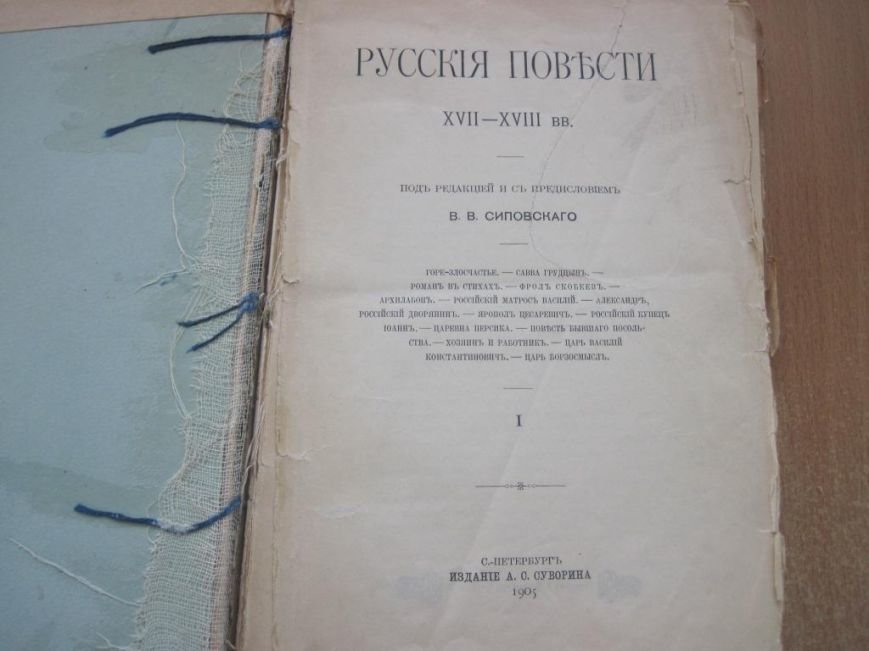 РУССКІЯ ПОВѢСТИ
XVII—XVIII ВВ.
ПОДЪ РЕДАКЦІЕЙ И СЪ ПРЕДИСЛОВІЕМЪ
В. В. СИПОВСКАГО
ГОРЕ-ЗЛОСЧАСТЬЕ. — САВВА ГРУДЦЫНЪ. —
РОМАНЪ ВЪ СТИХАХЪ. — ФРОЛЪ СКОБѢЕВЪ. —
АРХИЛАБОНЪ. — РОССІЙСКІЙ МАТРОСЪ ВАСИЛІЙ. — АЛЕКСАНДРЪ,
РОССІЙСКІЙ ДВОРЯНИНЪ. — ЯРОПОЛЪ ЦЕСАРЕВИЧЪ. — РОССІЙСКІЙ КУПЕЦЪ
ІОАННЪ. — ЦАРЕВНА ПЕРСИКА. — ПОВѢСТЬ БЫВШАГО ПОСОЛЬ-
СТВА. — ХОЗЯИНЪ И РАБОТНИКЪ. — ЦАРЬ ВАСИЛІЙ
КОНСТАНТИНОВИЧЪ. — ЦАРЬ БОРЗОСМЫСЛЪ.
I
С.-ПЕТЕРБУРГЪ
ИЗДАНІЕ А. С. СУВОРИНА
1905